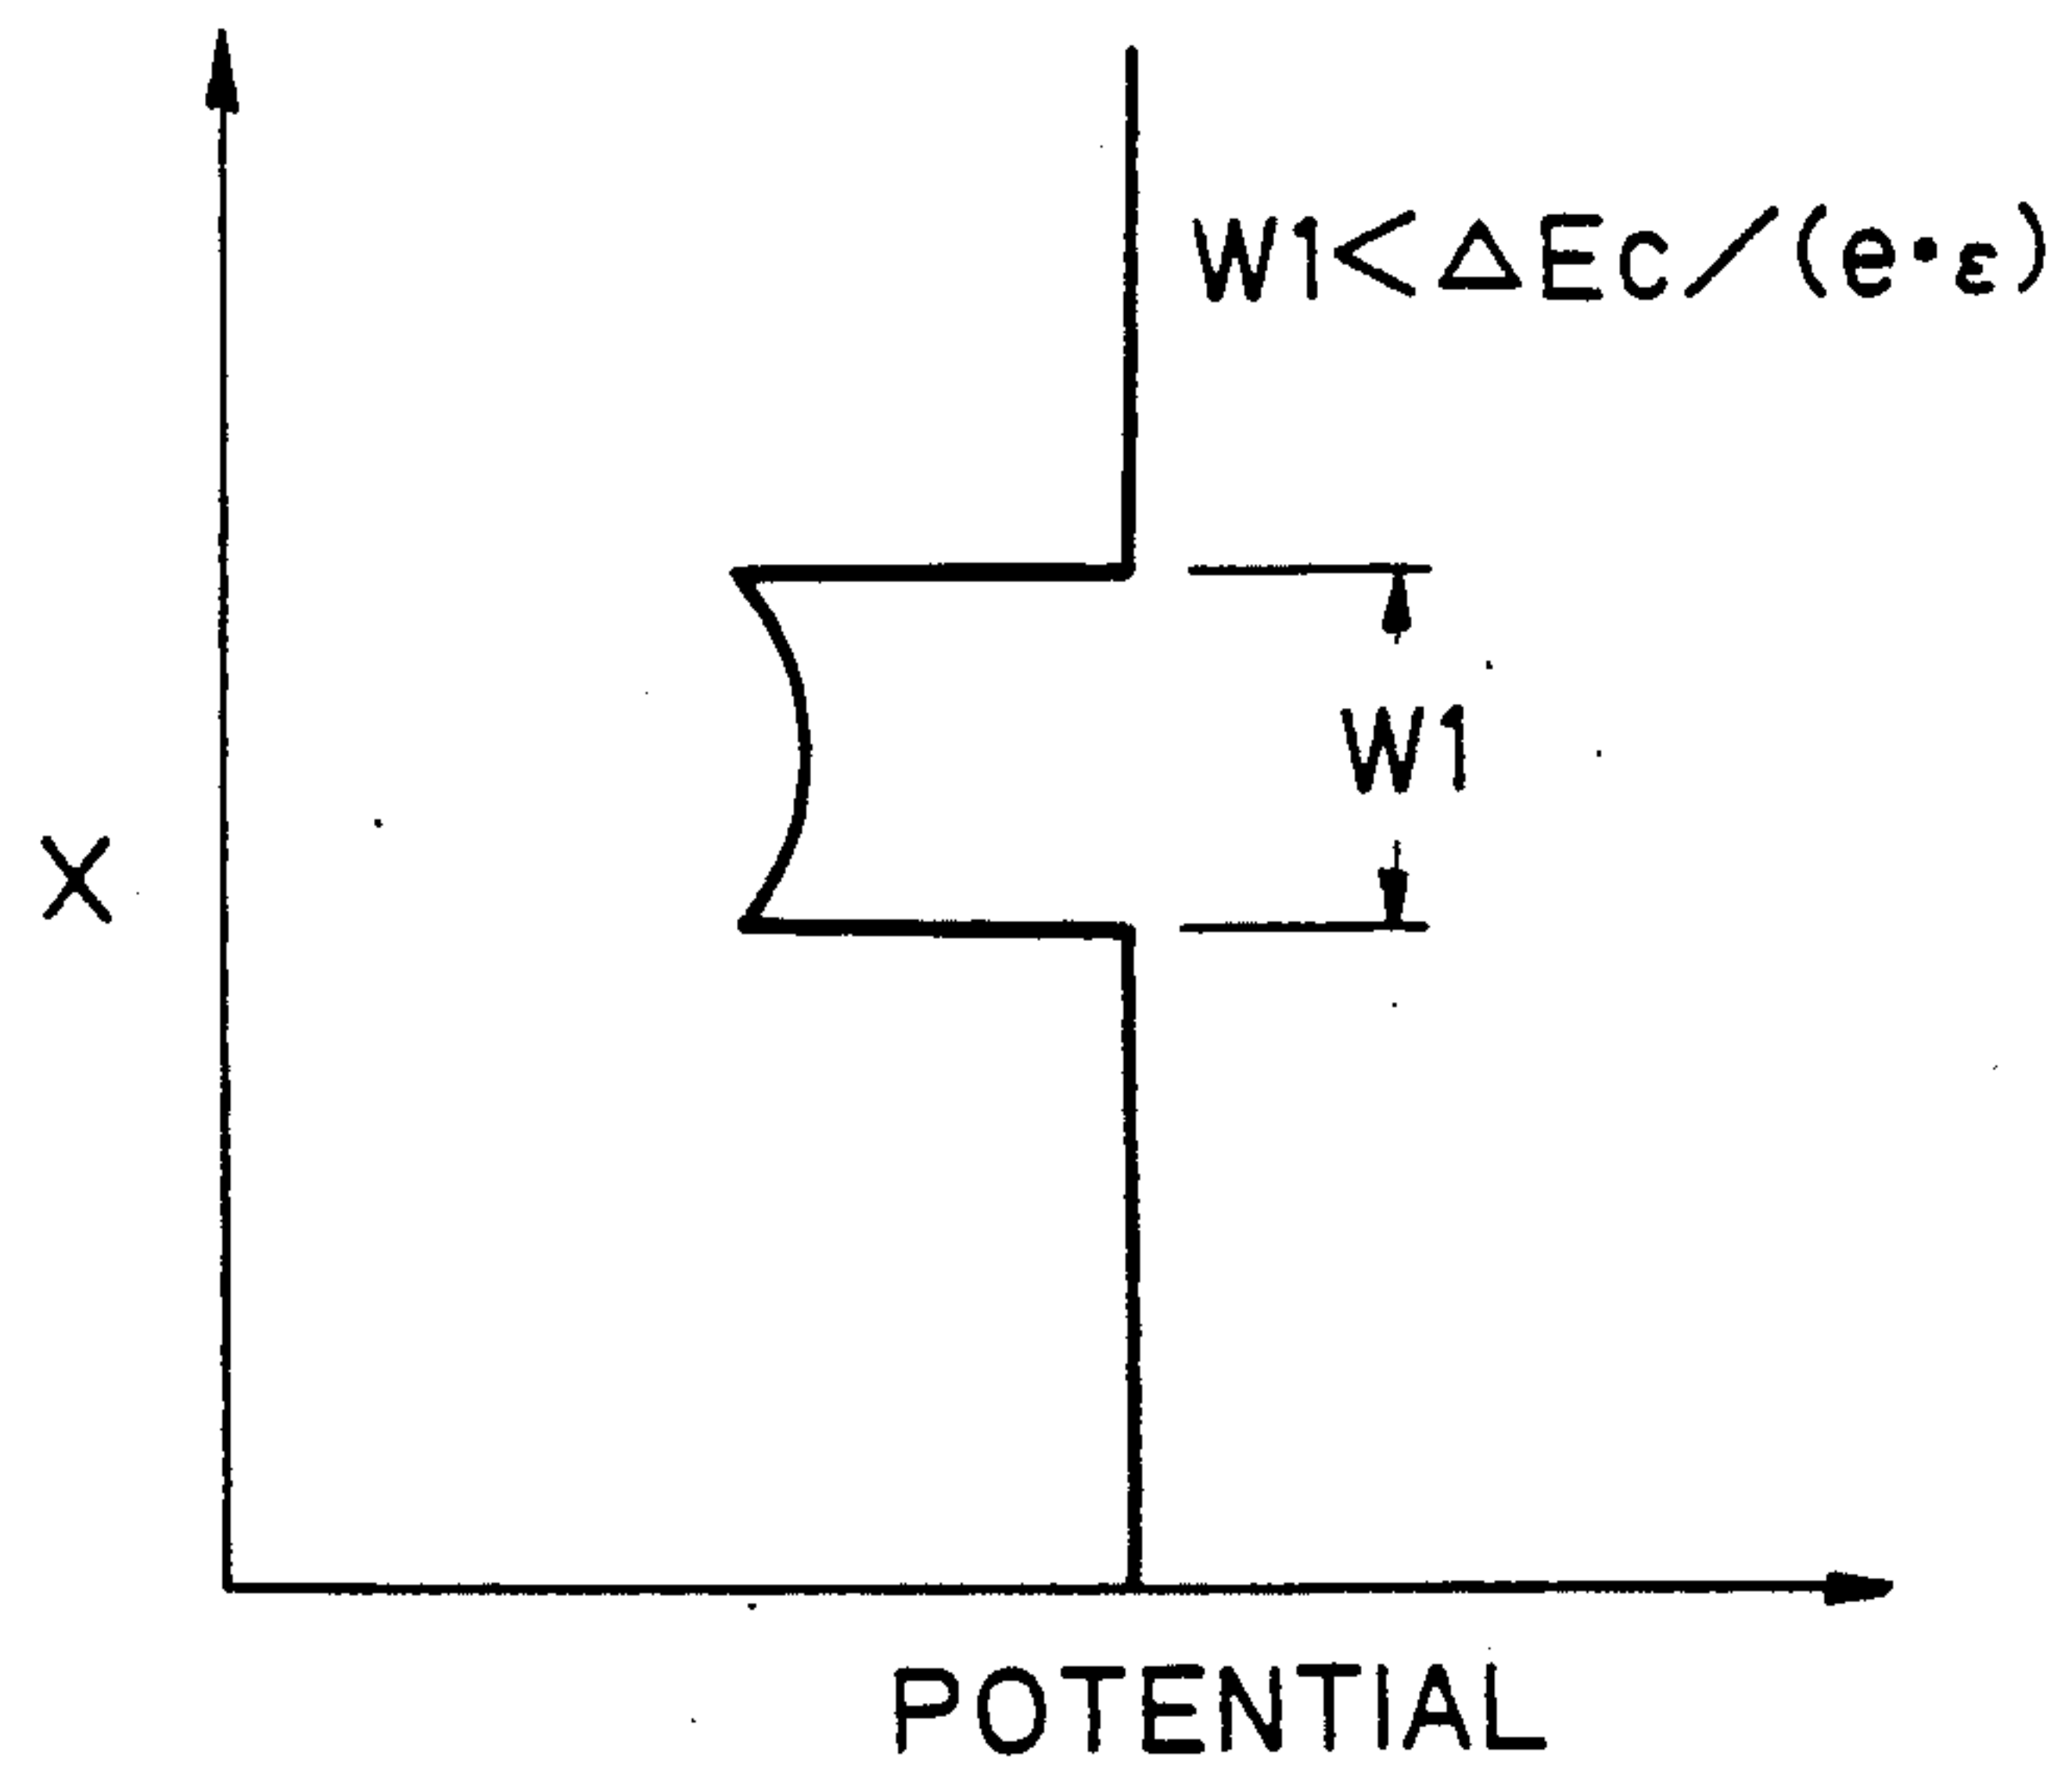 W1<ΔEc/(e·ε)
W1
X
POTENTIAL